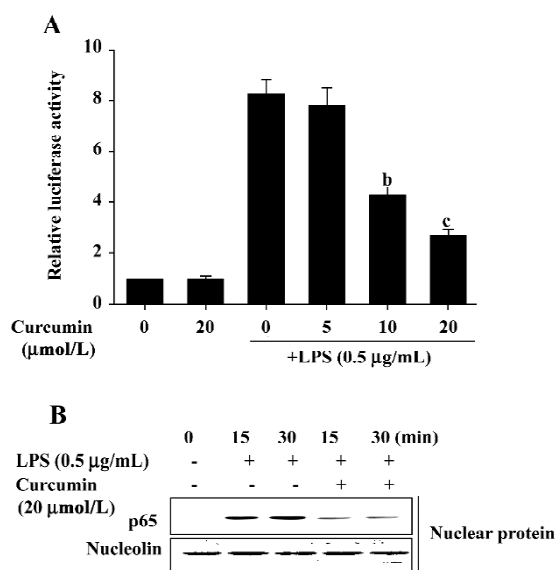 A
Relative luciferase activity
10
8
6
4
2
0
b
c
Curcumin 0 20 0 5 10 20
(μmol/L)
+LPS (0.5 μg/mL)
B
0 15 30 15 30 (min)
LPS (0.5 μg/mL) - + + + +
Curcumin - - - + +
(20 μmol/L)
p65
Nucleolin
Nuclear protein